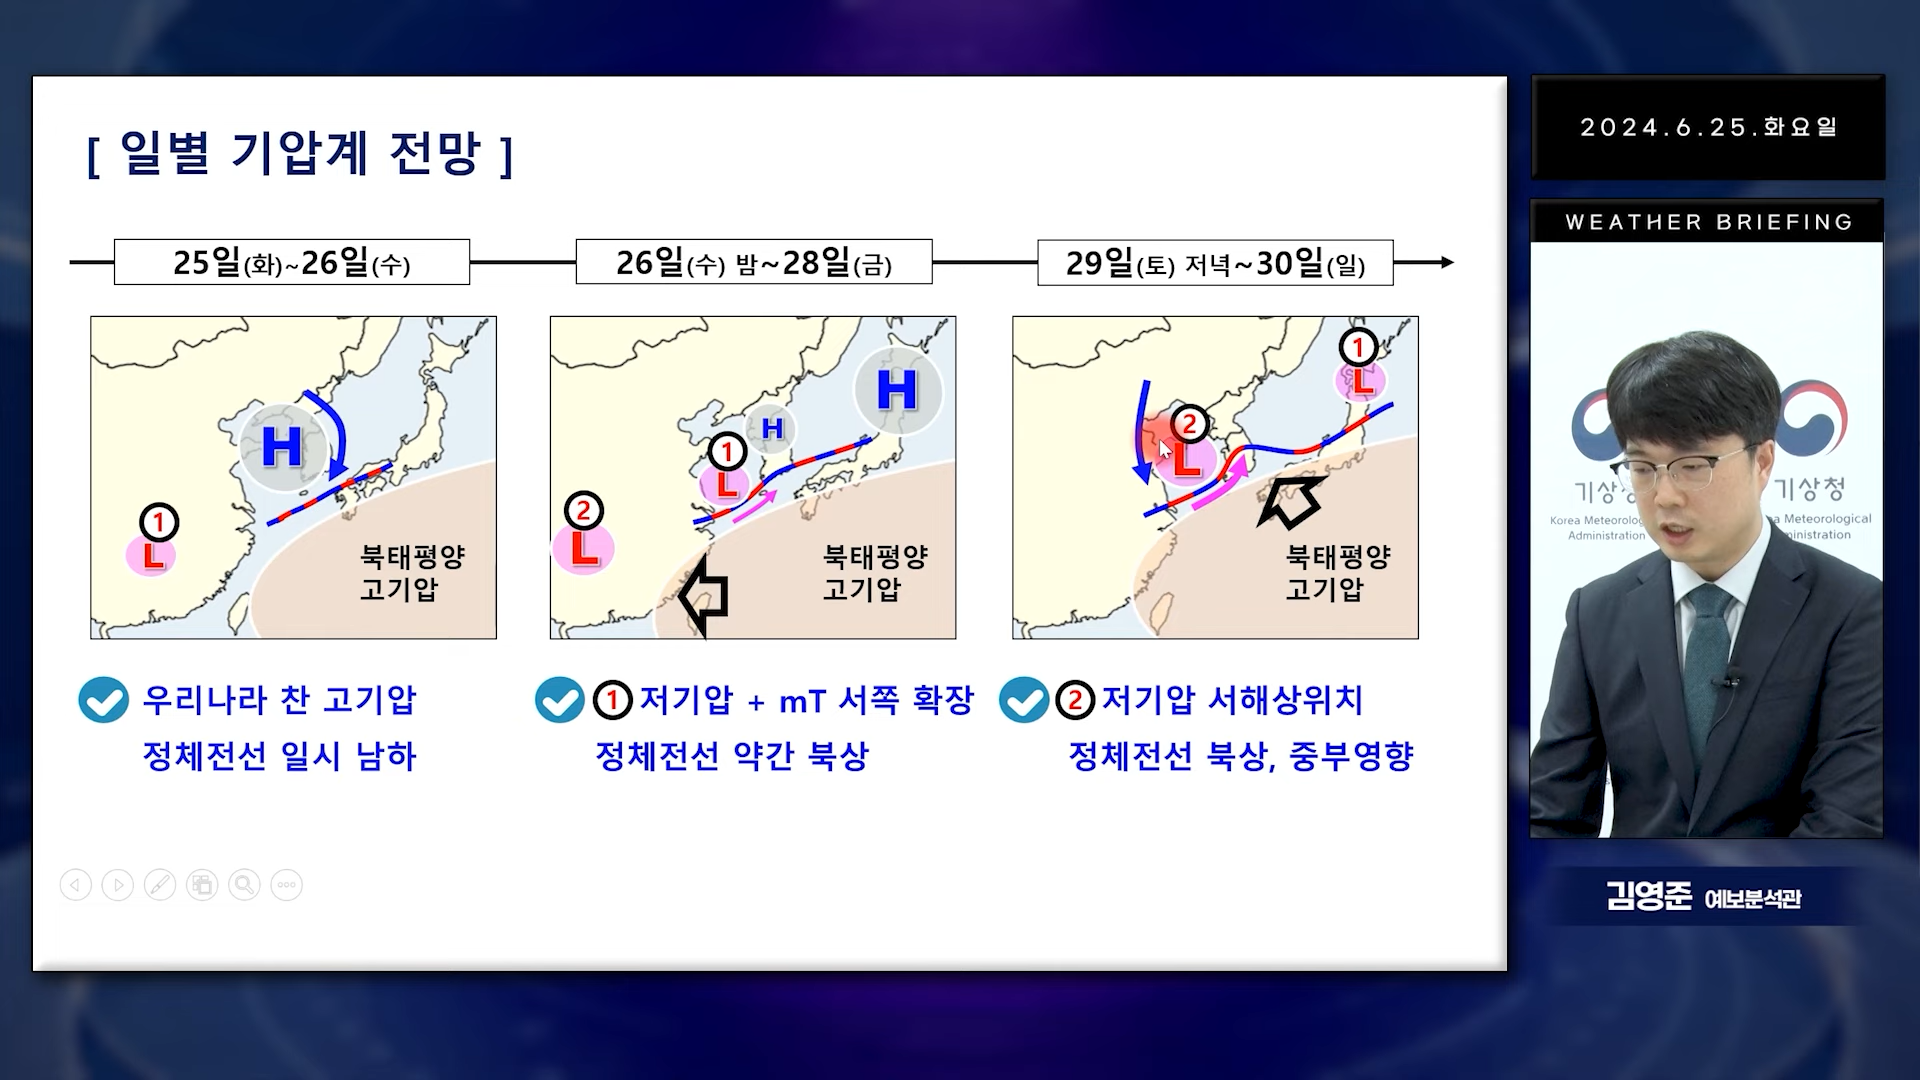 [ 일별 기압계 전망 ]
25일(화)~26일(수)
26일(수) 밤~28일(금)
29일(토) 저녁~30일(일)
H
1
L
북태평양
고기압
H
H
1
L
2
L
북태평양
고기압
1
L
2
L
북태평양
고기압
우리나라 찬 고기압
정체전선 일시 남하
1 저기압 + mT 서쪽 확장
정체전선 약간 북상
2 저기압 서해상위치
정체전선 북상, 중부영향
2024.6.25.화요일
WEATHER BRIEFING
기상청
Korea Meteorological
Administration
기상청
Meteorological
김영준 예보분석관